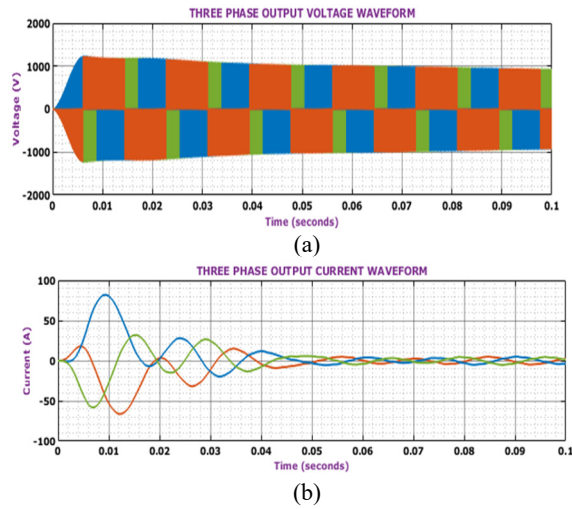 THREE PHASE OUTPUT VOLTAGE WAVEFORM
Voltage (V)
2000
1000
0
-1000
-2000
0 0.01 0.02 0.03 0.04 0.05 0.06 0.07 0.08 0.09 0.1
Time (seconds)
(a)
THREE PHASE OUTPUT CURRENT WAVEFORM
Current (A)
100
50
0
-50
-100
0 0.01 0.02 0.03 0.04 0.05 0.06 0.07 0.08 0.09 0.1
Time (seconds)
(b)